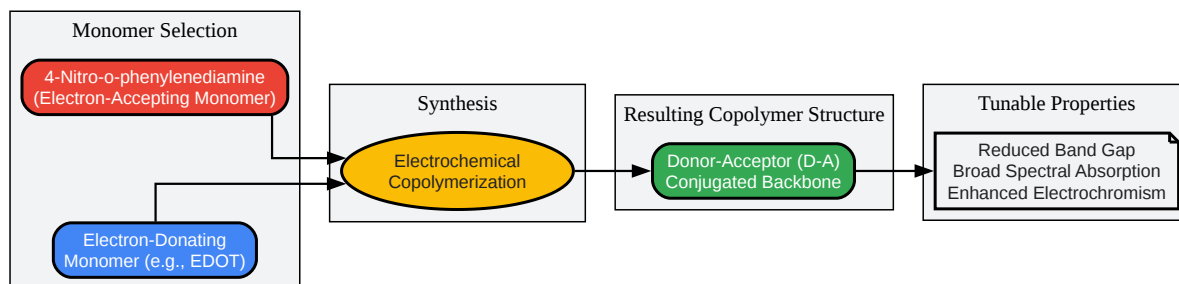 Monomer Selection
4-Nitro-o-phenylenediamine
(Electron-Accepting Monomer)
Electron-Donating
Monomer (e.g., EDOT)
Synthesis
Electrochemical
Copolymerization
Resulting Copolymer Structure
Donor-Acceptor (D-A)
Conjugated Backbone
Tunable Properties
Reduced Band Gap
Broad Spectral Absorption
Enhanced Electrochromism